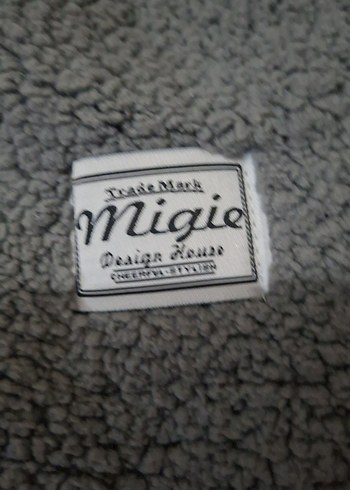 Trade Mark
Migie
Design House
CHEERFUL-STYLISH